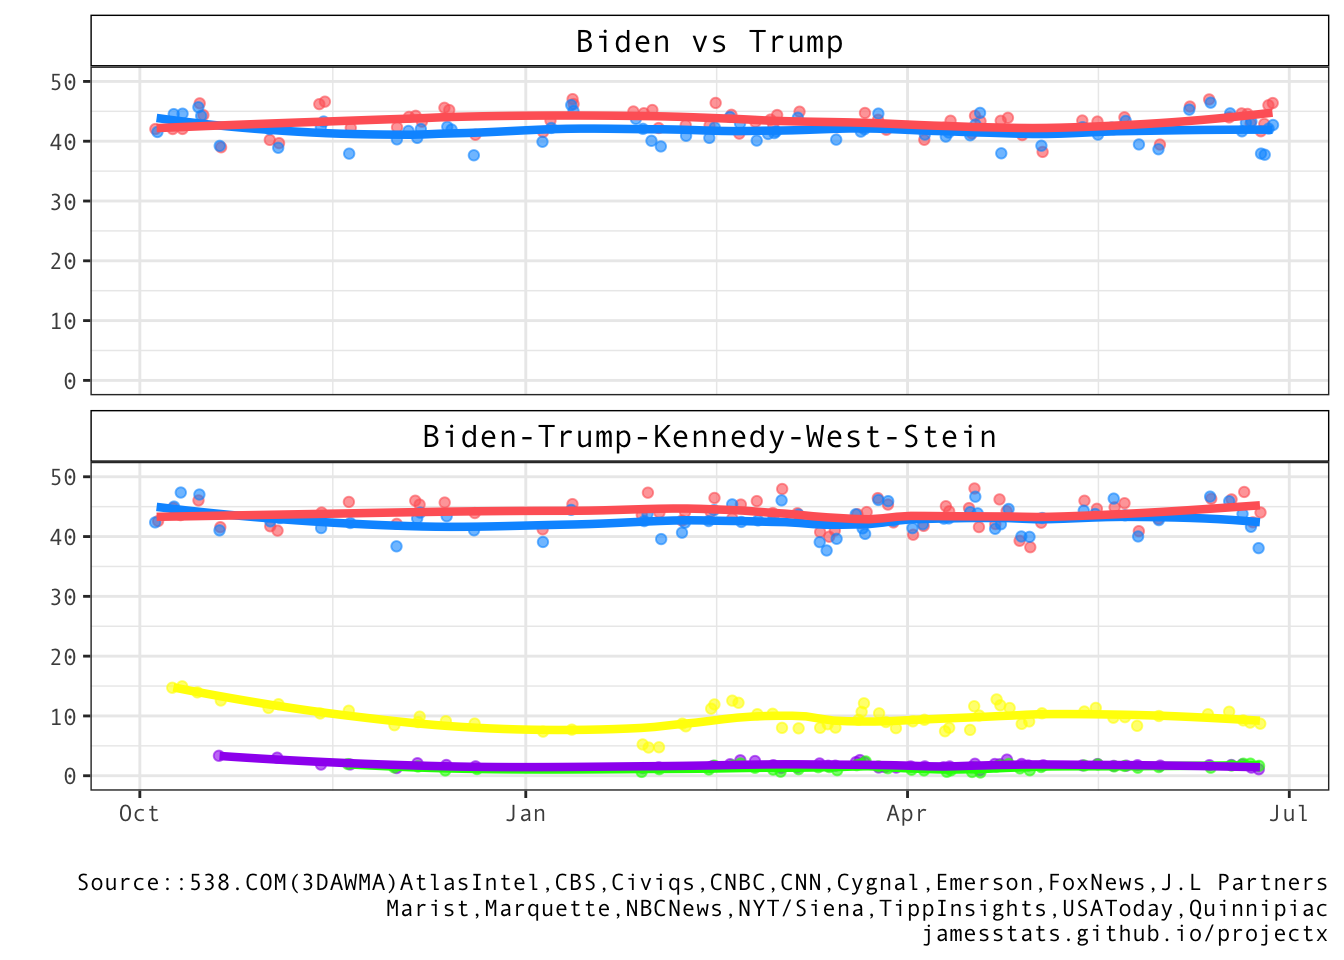 Biden vs Trump
50
40
30
20
10
0
Biden-Trump-Kennedy-West-Stein
50
40
30
20
10
0
Oct Jan Apr Jul
Source::538.COM(3DAWMA)AtlasIntel,CBS,Civiqs,CNBC,CNN,Cygnal,Emerson,FoxNews,J.L Partners
Marist,Marquette,NBCNews,NYT/Siena,TippInsights,USAToday,Quinnipiac
jamesstats.github.io/projectx